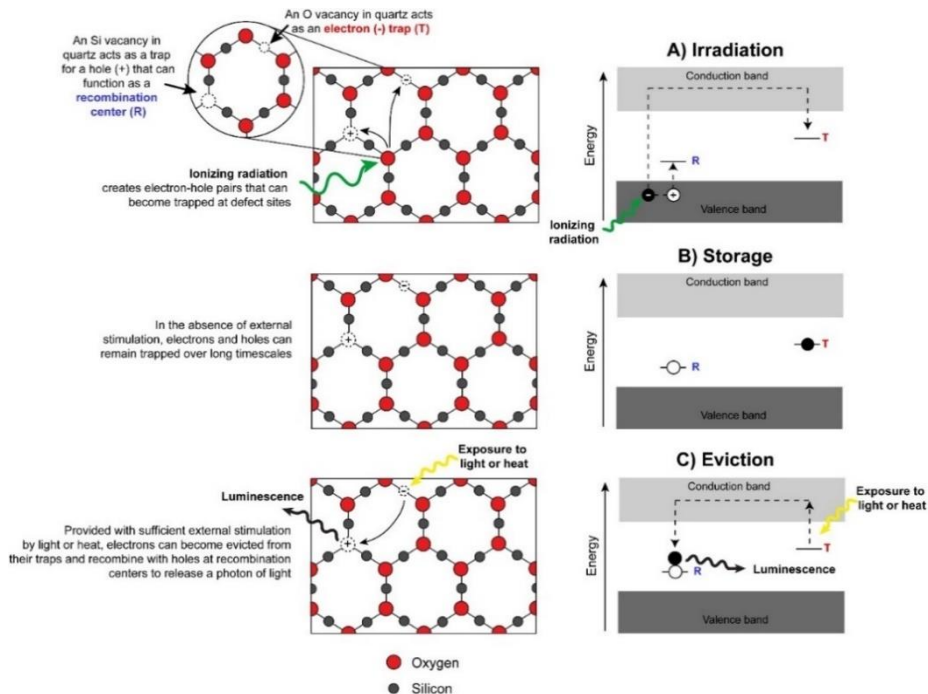 An O vacancy in quartz acts
as an electron (-) trap (T)
An Si vacancy in
quartz acts as a trap
for a hole (+) that can
function as a
recombination
center (R)
Ionizing radiation
creates electron-hole pairs that can
become trapped at defect sites
A) Irradiation
Conduction band
Energy
T
R
Valence band
Ionizing
radiation
In the absence of external
stimulation, electrons and holes can
remain trapped over long timescales
B) Storage
Conduction band
Energy
T
R
Valence band
Exposure to
light or heat
Luminescence
Provided with sufficient external stimulation
by light or heat, electrons can become evicted from
their traps and recombine with holes at recombination
centers to release a photon of light
C) Eviction
Conduction band
Exposure to
light or heat
Energy
T
R
Luminescence
Valence band
Oxygen
Silicon